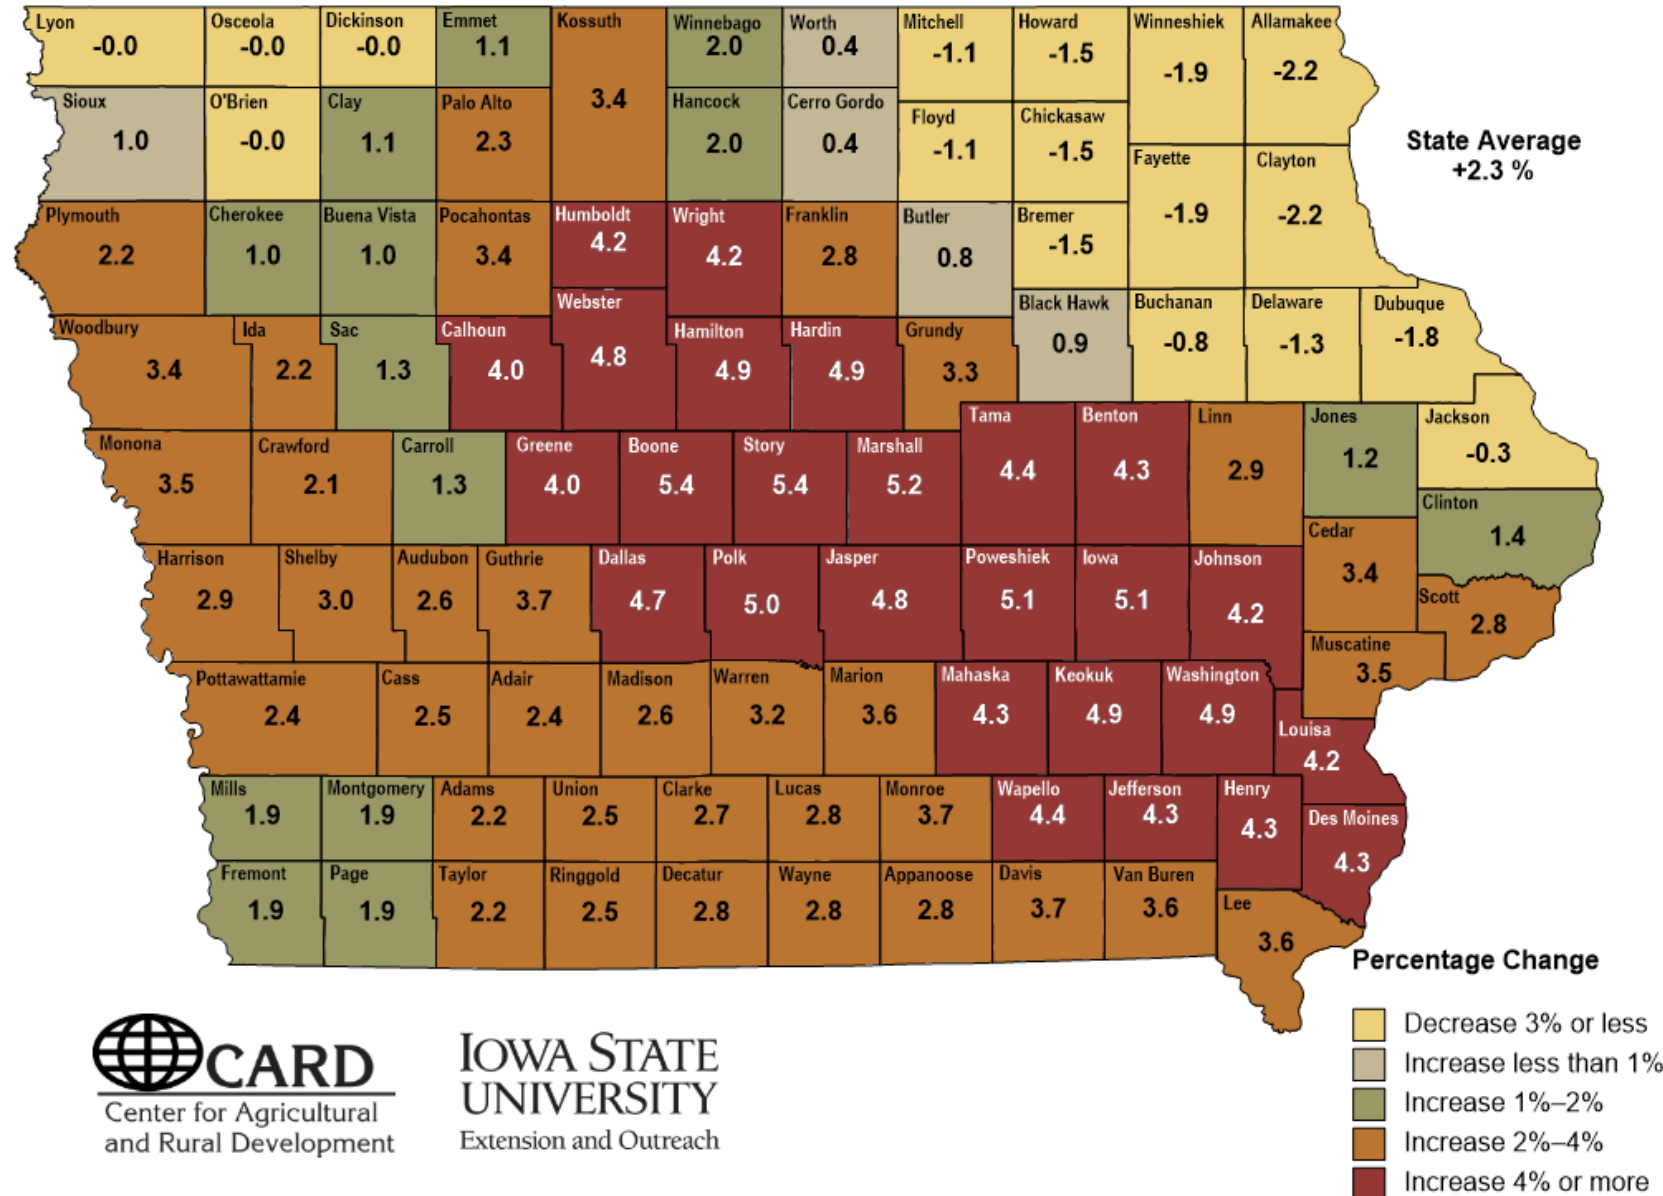 Lyon
-0.0
Osceola
-0.0
Dickinson
-0.0
Emmet
1.1
Kossuth
3.4
Winnebago
2.0
Worth
0.4
Mitchell
-1.1
Howard
-1.5
Winneshiek
-1.9
Allamakee
-2.2
Sioux
1.0
O'Brien
-0.0
Clay
1.1
Palo Alto
2.3
Hancock
2.0
Cerro Gordo
0.4
Floyd
-1.1
Chickasaw
-1.5
Fayette
-1.9
Clayton
-2.2
State Average
+2.3 %
Plymouth
2.2
Cherokee
1.0
Buena Vista
1.0
Pocahontas
3.4
Humboldt
4.2
Wright
4.2
Franklin
2.8
Butler
0.8
Bremer
-1.5
Woodbury
3.4
Ida
2.2
Sac
1.3
Calhoun
4.0
Webster
4.8
Hamilton
4.9
Hardin
4.9
Grundy
3.3
Black Hawk
0.9
Buchanan
-0.8
Delaware
-1.3
Dubuque
-1.8
Monona
3.5
Crawford
2.1
Carroll
1.3
Greene
4.0
Boone
5.4
Story
5.4
Marshall
5.2
Tama
4.4
Benton
4.3
Linn
2.9
Jones
1.2
Jackson
-0.3
Clinton
1.4
Harrison
2.9
Shelby
3.0
Audubon
2.6
Guthrie
3.7
Dallas
4.7
Polk
5.0
Jasper
4.8
Poweshiek
5.1
Iowa
5.1
Johnson
4.2
Cedar
3.4
Scott
2.8
Muscatine
3.5
Pottawattamie
2.4
Cass
2.5
Adair
2.4
Madison
2.6
Warren
3.2
Marion
3.6
Mahaska
4.3
Keokuk
4.9
Washington
4.9
Louisa
4.2
Mills
1.9
Montgomery
1.9
Adams
2.2
Union
2.5
Clarke
2.7
Lucas
2.8
Monroe
3.7
Wapello
4.4
Jefferson
4.3
Henry
4.3
Des Moines
4.3
Fremont
1.9
Page
1.9
Taylor
2.2
Ringgold
2.5
Decatur
2.8
Wayne
2.8
Appanoose
2.8
Davis
3.7
Van Buren
3.6
Lee
3.6
Percentage Change
Decrease 3% or less
Increase less than 1%
Increase 1%–2%
Increase 2%–4%
Increase 4% or more
CARD
Center for Agricultural
and Rural Development
IOWA STATE
UNIVERSITY
Extension and Outreach